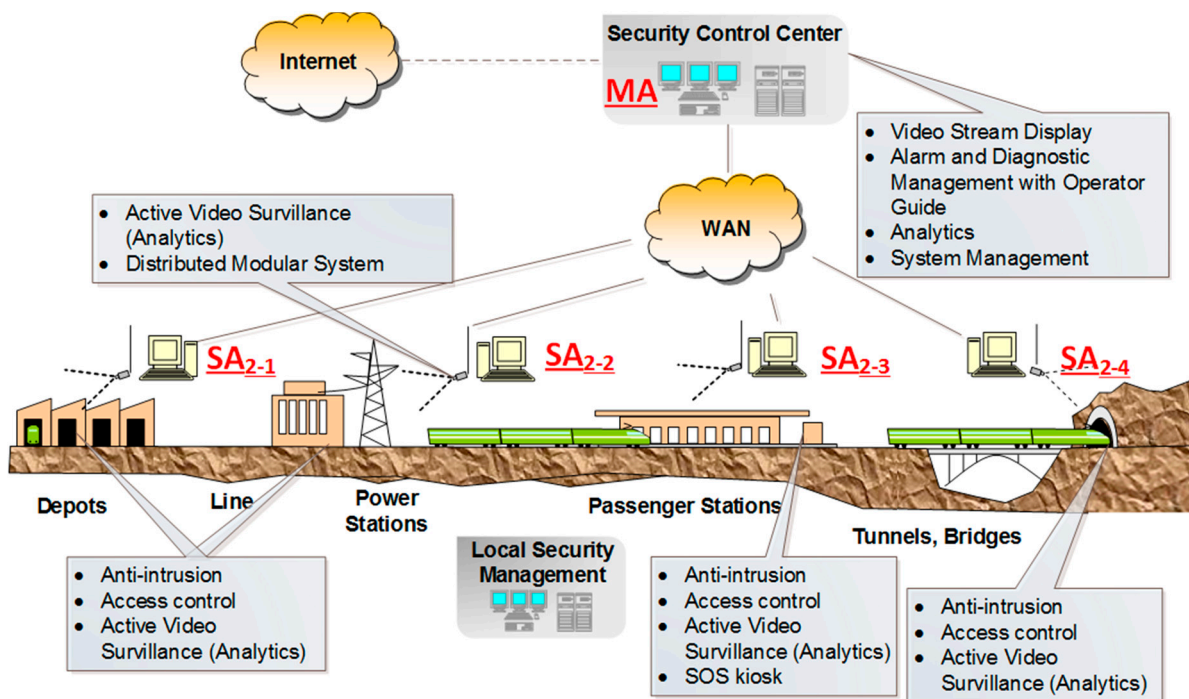 Internet
Security Control Center
MA
• Video Stream Display
• Alarm and Diagnostic
Management with Operator
Guide
• Analytics
• System Management
WAN
• Active Video Survillance
(Analytics)
• Distributed Modular System
SA2-1
SA2-2
SA2-3
SA2-4
Depots
Line
Power
Stations
Passenger Stations
Tunnels, Bridges
• Anti-intrusion
• Access control
• Active Video
Survillance (Analytics)
Local Security
Management
• Anti-intrusion
• Access control
• Active Video
Survillance (Analytics)
• SOS kiosk
• Anti-intrusion
• Access control
• Active Video
Survillance (Analytics)